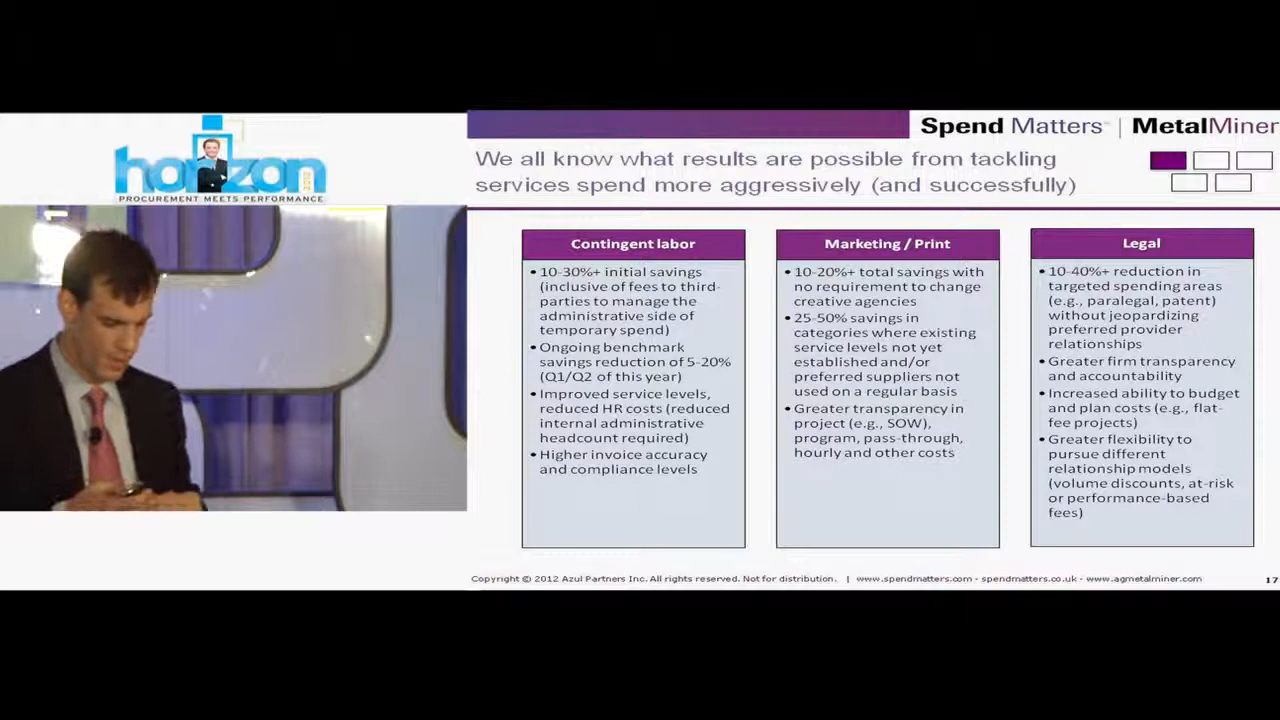 horizon
2012
PROCUREMENT MEETS PERFORMANCE
Spend Matters | MetalMiner
We all know what results are possible from tackling
services spend more aggressively (and successfully)
Contingent labor
• 10-30%+ initial savings
(inclusive of fees to third-
parties to manage the
administrative side of
temporary spend)
• Ongoing benchmark
savings reduction of 5-20%
(Q1/Q2 of this year)
• Improved service levels,
reduced HR costs (reduced
internal administrative
headcount required)
• Higher invoice accuracy
and compliance levels
Marketing / Print
• 10-20%+ total savings with
no requirement to change
creative agencies
• 25-50% savings in
categories where existing
service levels not yet
established and/or
preferred suppliers not
used on a regular basis
• Greater transparency in
project (e.g., SOW),
program, pass-through,
hourly and other costs
Legal
• 10-40%+ reduction in
targeted spending areas
(e.g., paralegal, patent)
without jeopardizing
preferred provider
relationships
• Greater firm transparency
and accountability
• Increased ability to budget
and plan costs (e.g., flat-
fee projects)
• Greater flexibility to
pursue different
relationship models
(volume discounts, at-risk
or performance-based
fees)
Copyright © 2012 Azul Partners Inc. All rights reserved. Not for distribution. | www.spendmatters.com - spendmatters.co.uk - www.agmetalminer.com
17